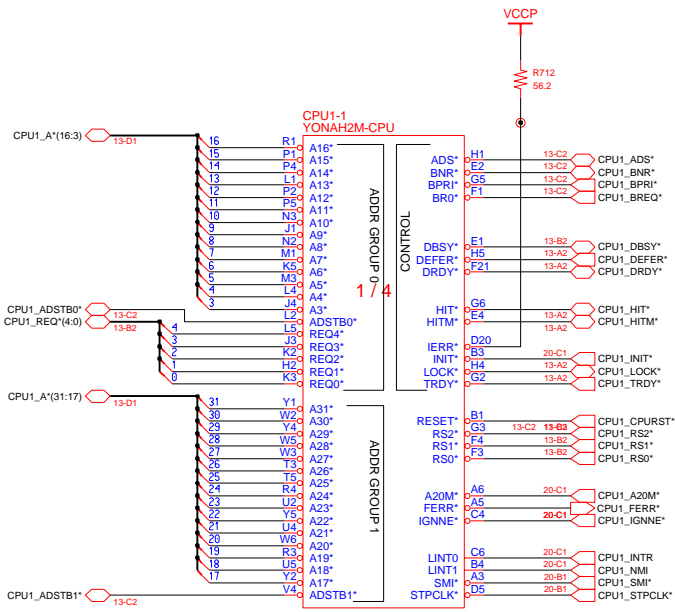 VCCP
R712
56.2
CPU1-1
YONAH2M-CPU
CPU1_A*(16:3) 13-D1
16 R1 A16*
15 P1 A15*
14 P4 A14*
13 L1 A13*
12 P2 A12*
11 P5 A11*
10 N3 A10*
9 J1 A9*
8 N2 A8*
7 M1 A7*
6 K5 A6*
5 M3 A5*
4 L4 A4*
3 J4 A3*
CPU1_ADSTB0* 13-C2 L2 ADSTB0*
CPU1_REQ*(4:0) 13-B2
4 L5 REQ4*
3 J3 REQ3*
2 K2 REQ2*
1 H2 REQ1*
0 K3 REQ0*
ADDR GROUP 0
CPU1_A*(31:17) 13-D1
31 Y1 A31*
30 W2 A30*
29 Y4 A29*
28 W5 A28*
27 W3 A27*
26 T3 A26*
25 T5 A25*
24 R4 A24*
23 U2 A23*
22 Y5 A22*
21 U4 A21*
20 W6 A20*
19 R3 A19*
18 U5 A18*
17 Y2 A17*
CPU1_ADSTB1* 13-C2 V4 ADSTB1*
ADDR GROUP 1
1 / 4
CONTROL
ADS* H1 13-C2 CPU1_ADS*
BNR* E2 13-C2 CPU1_BNR*
BPRI* G5 13-C2 CPU1_BPRI*
BR0* F1 13-C2 CPU1_BREQ*
DBSY* E1 13-B2 CPU1_DBSY*
DEFER* H5 13-A2 CPU1_DEFER*
DRDY* F21 13-A2 CPU1_DRDY*
HIT* G6 13-A2 CPU1_HIT*
HITM* E4 13-A2 CPU1_HITM*
IERR* D20
INIT* B3 20-C1 CPU1_INIT*
LOCK* H4 13-A2 CPU1_LOCK*
TRDY* G2 13-A2 CPU1_TRDY*
RESET* B1 13-C2 CPU1_CPURST*
RS2* G3 13-B2 CPU1_RS2*
RS1* F4 13-B2 CPU1_RS1*
RS0* F3 13-B2 CPU1_RS0*
A20M* A6 20-C1 CPU1_A20M*
FERR* A5 CPU1_FERR*
IGNNE* C4 20-C1 CPU1_IGNNE*
LINT0 C6 20-C1 CPU1_INTR
LINT1 B4 20-C1 CPU1_NMI
SMI* A3 20-B1 CPU1_SMI*
STPCLK* D5 20-B1 CPU1_STPCLK*